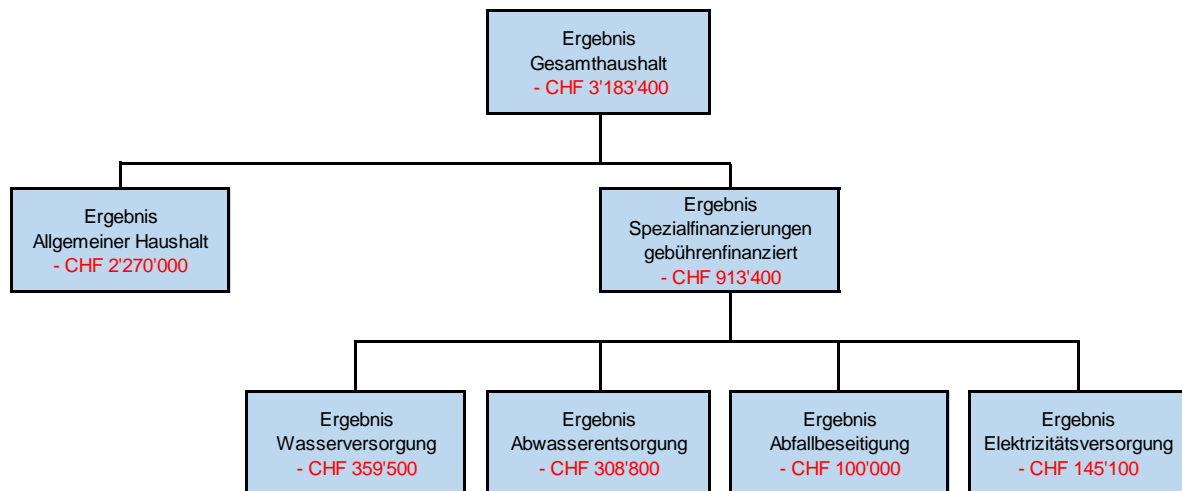 Ergebnis
Gesamthaushalt
- CHF 3'183'400
Ergebnis
Allgemeiner Haushalt
- CHF 2'270'000
Ergebnis
Spezialfinanzierungen
gebührenfinanziert
- CHF 913'400
Ergebnis
Wasserversorgung
- CHF 359'500
Ergebnis
Abwasserentsorgung
- CHF 308'800
Ergebnis
Abfallbeseitigung
- CHF 100'000
Ergebnis
Elektrizitätsversorgung
- CHF 145'100